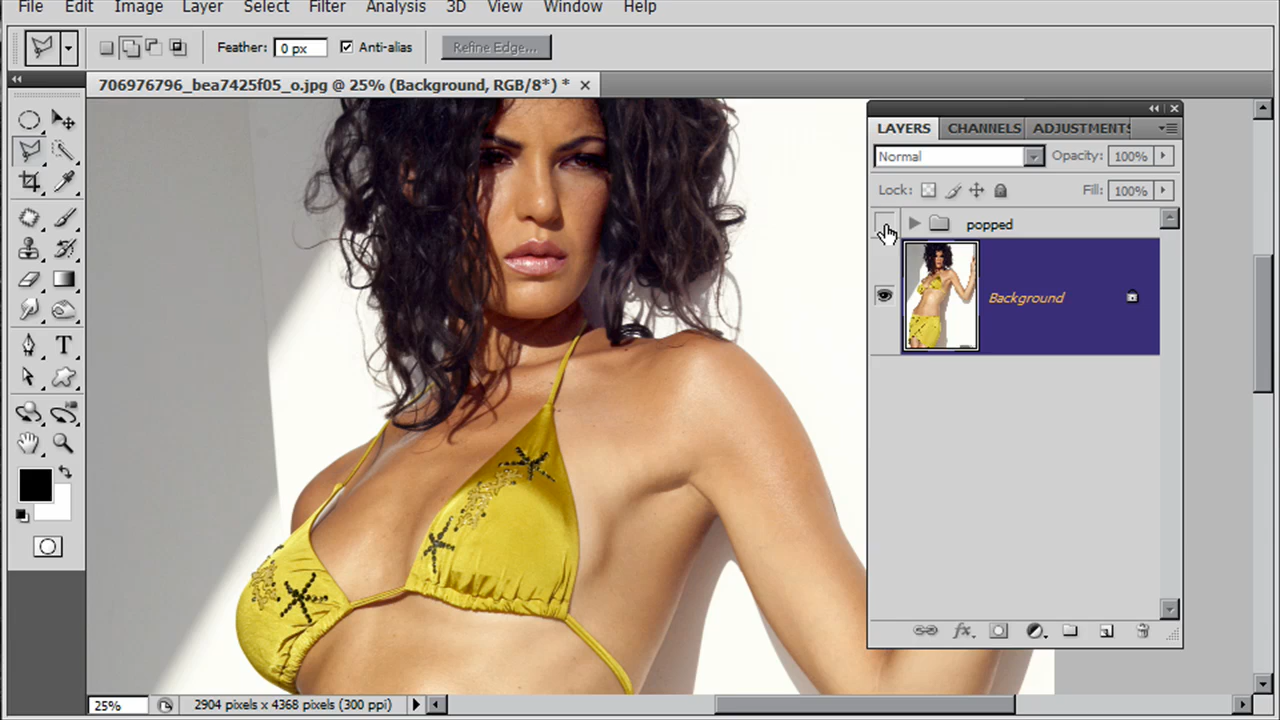 File Edit Image Layer Select Filter Analysis 3D View Window Help
Feather: 0 px Anti-alias Refine Edge...
706976796_bea7425f05_o.jpg @ 25% (Background, RGB/8*) *
LAYERS CHANNELS ADJUSTMENTS
Normal Opacity: 100%
Lock: Fill: 100%
popped
Background
T
fx
25% 2904 pixels x 4368 pixels (300 ppi)